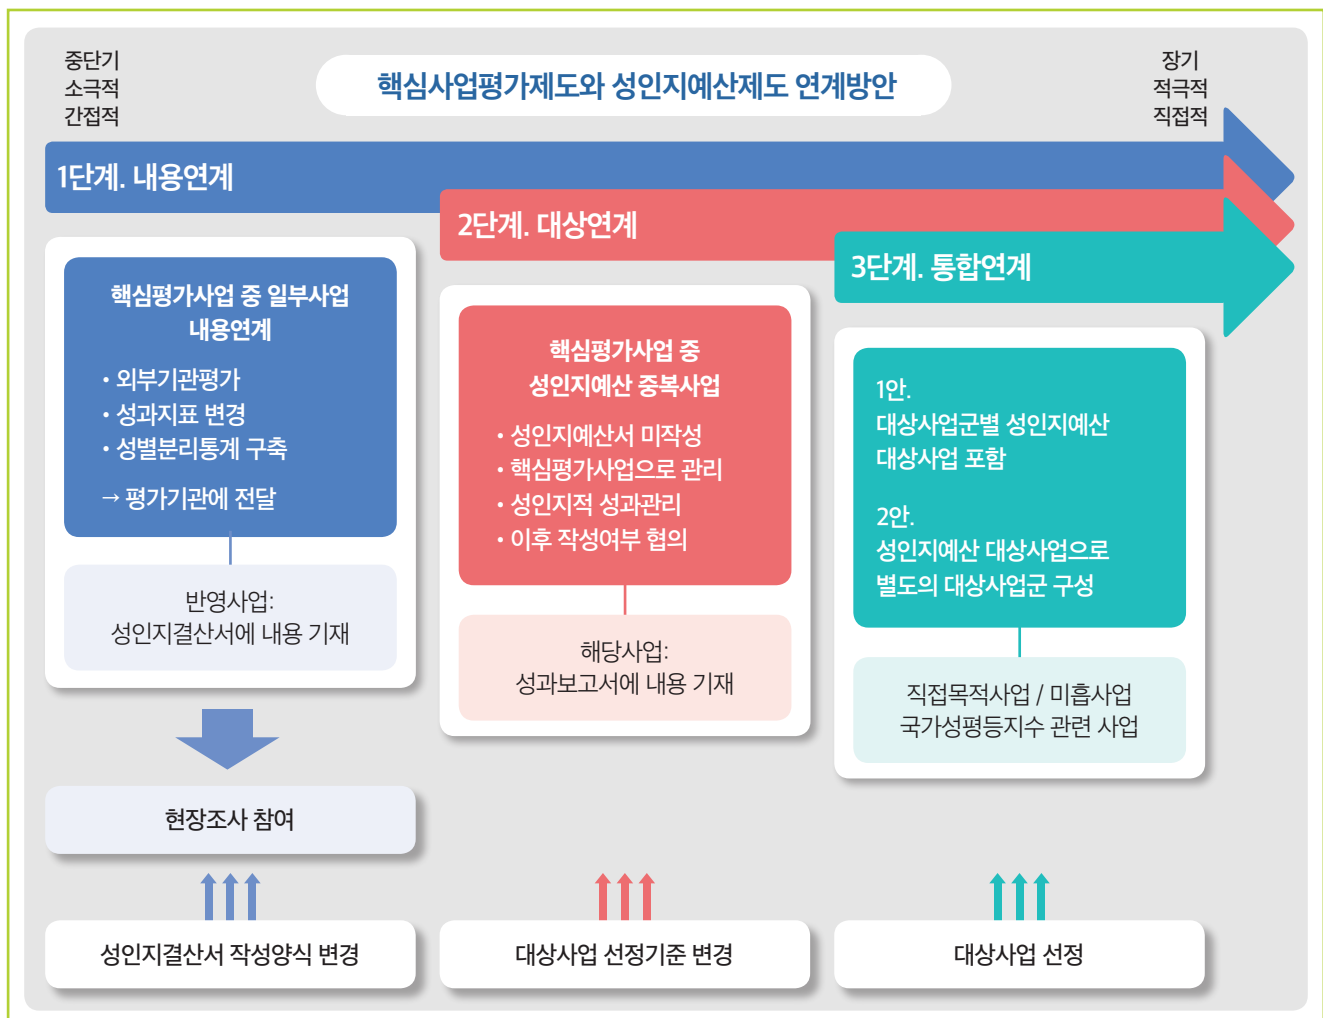 중단기
소극적
간접적
핵심사업평가제도와 성인지예산제도 연계방안
장기
적극적
직접적
1단계. 내용연계
2단계. 대상연계
3단계. 통합연계
핵심평가사업 중 일부사업
내용연계
• 외부기관평가
• 성과지표 변경
• 성별분리통계 구축
→ 평가기관에 전달
반영사업:
성인지결산서에 내용 기재
현장조사 참여
성인지결산서 작성양식 변경
핵심평가사업 중
성인지예산 중복사업
• 성인지예산서 미작성
• 핵심평가사업으로 관리
• 성인지적 성과관리
• 이후 작성여부 협의
해당사업:
성과보고서에 내용 기재
대상사업 선정기준 변경
1안.
대상사업군별 성인지예산
대상사업 포함
2안.
성인지예산 대상사업으로
별도의 대상사업군 구성
직접목적사업 / 미흡사업
국가성평등지수 관련 사업
대상사업 선정